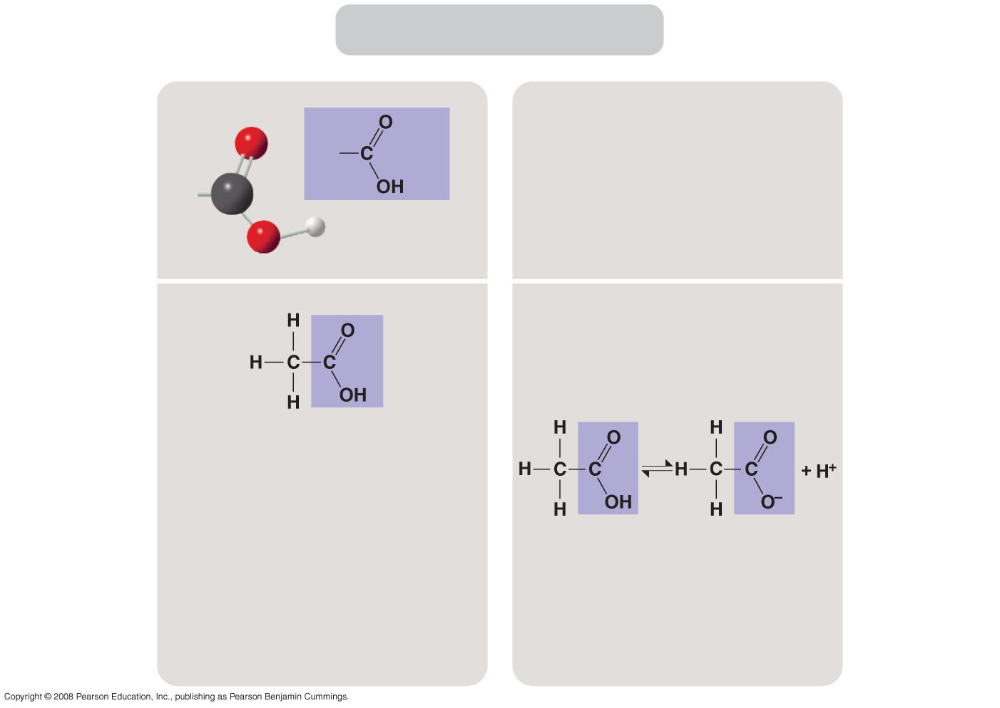 O
C
OH
H
O
H C C
OH
H
H
O
H C C
OH
H
H
O
H C C + H⁺
O⁻
H
Copyright © 2008 Pearson Education, Inc., publishing as Pearson Benjamin Cummings.